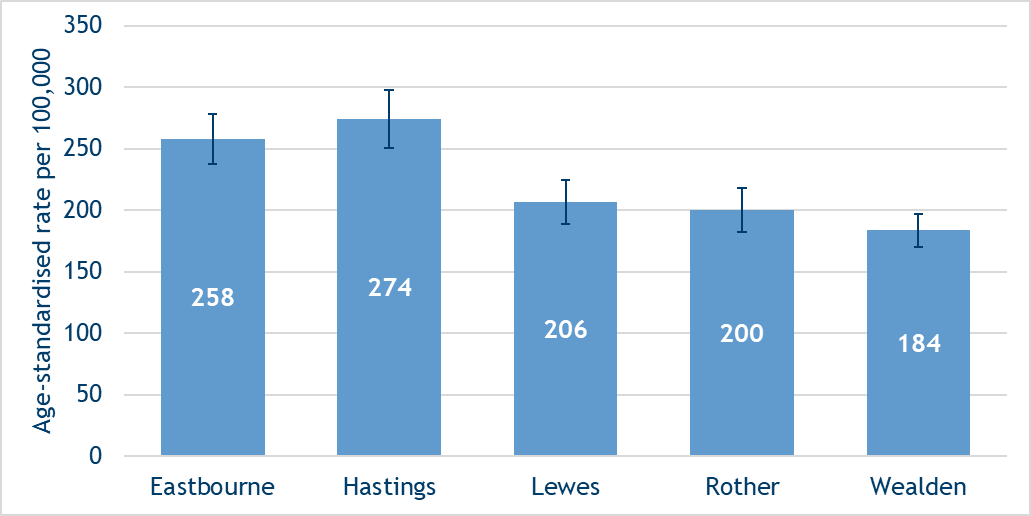 Age-standardised rate per 100,000
350
300
250
200
150
100
50
0
258
274
206
200
184
Eastbourne
Hastings
Lewes
Rother
Wealden